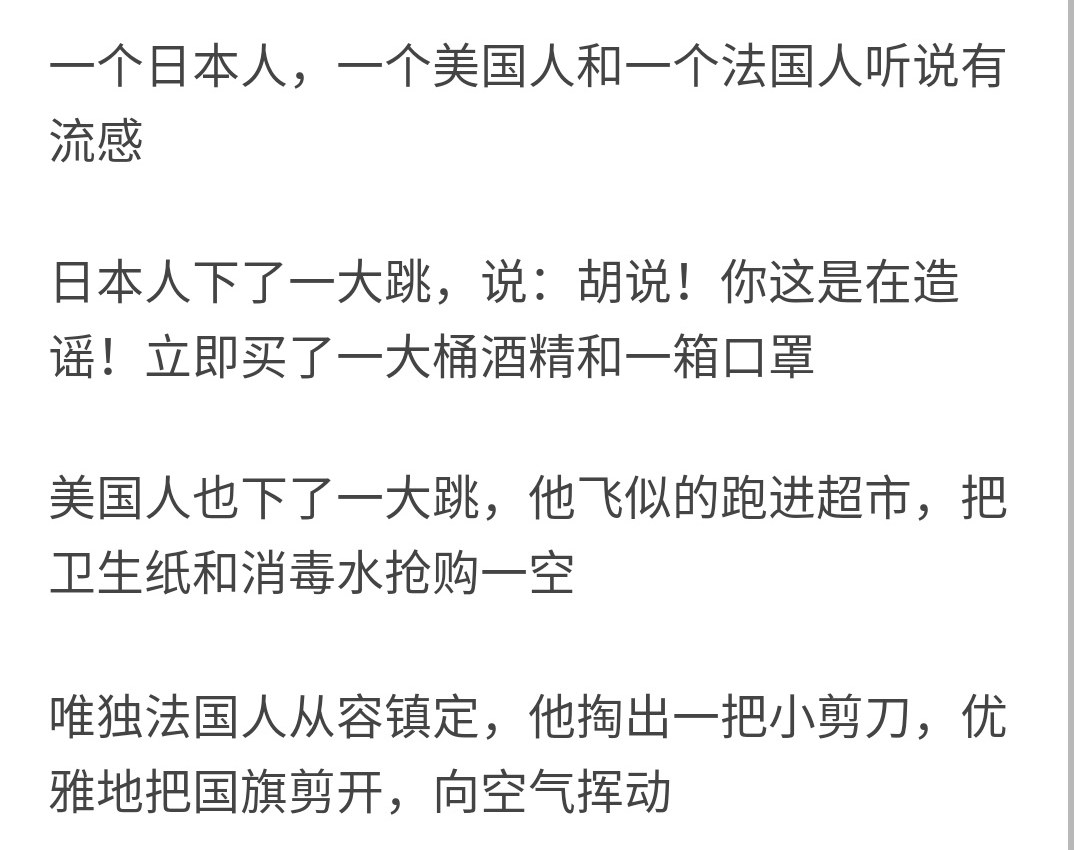 一个日本人，一个美国人和一个法国人听说有
流感
日本人下了一大跳，说：胡说！你这是在造
谣！立即买了一大桶酒精和一箱口罩
美国人也下了一大跳，他飞似的跑进超市，把
卫生纸和消毒水抢购一空
唯独法国人从容镇定，他掏出一把小剪刀，优
雅地把国旗剪开，向空气挥动